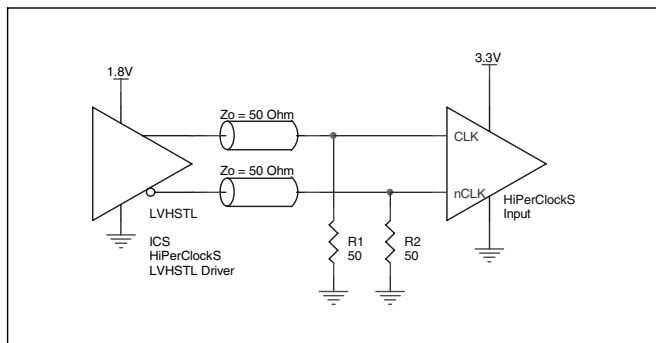 1.8V
3.3V
Zo = 50 Ohm
CLK
Zo = 50 Ohm
nCLK
HiPerClockS
Input
LVHSTL
ICS
HiPerClockS
LVHSTL Driver
R1
50
R2
50